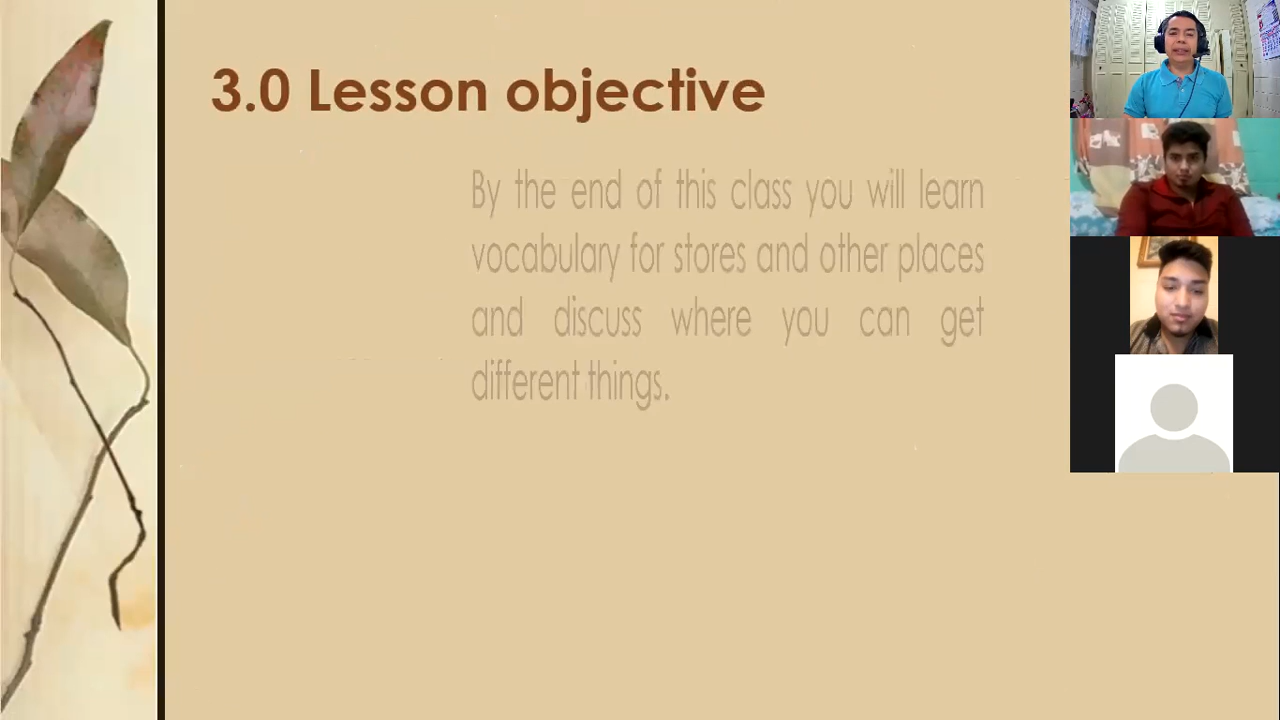 3.0 Lesson objective
By the end of this class you will learn
vocabulary for stores and other places
and discuss where you can get
different things.